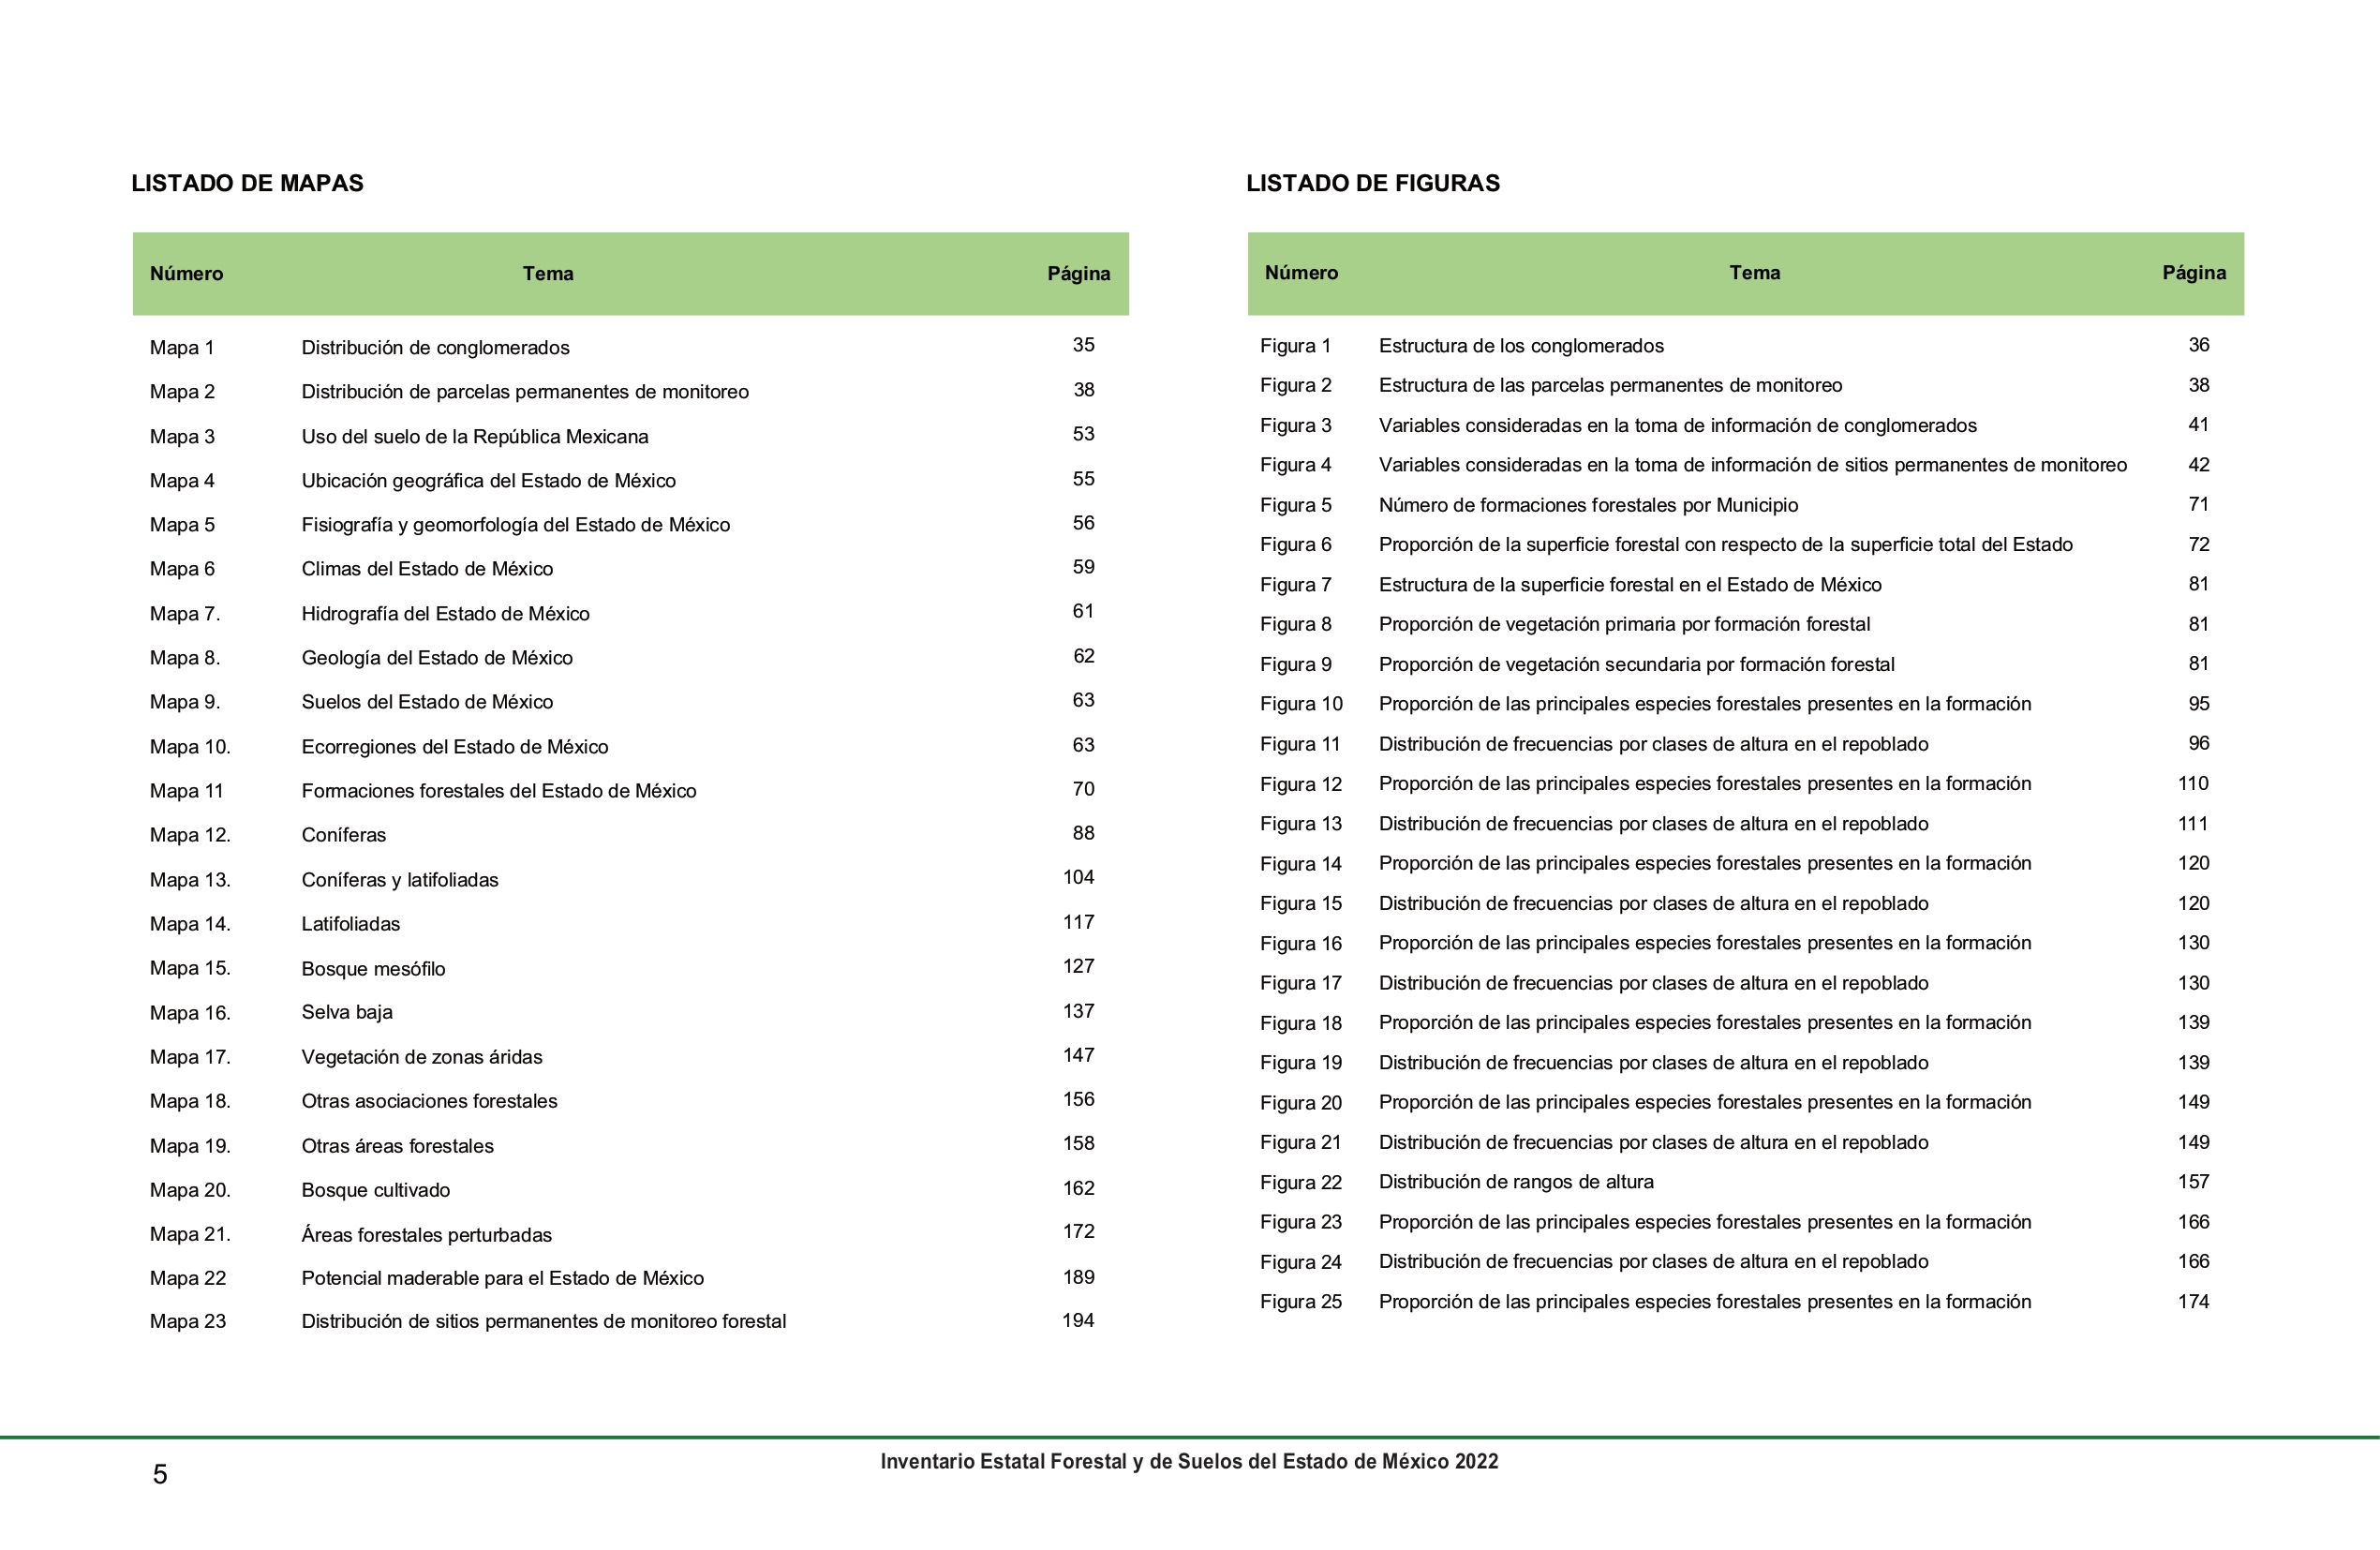 LISTADO DE MAPAS
Número Tema Página
Mapa 1 Distribución de conglomerados 35
Mapa 2 Distribución de parcelas permanentes de monitoreo 38
Mapa 3 Uso del suelo de la República Mexicana 53
Mapa 4 Ubicación geográfica del Estado de México 55
Mapa 5 Fisiografía y geomorfología del Estado de México 56
Mapa 6 Climas del Estado de México 59
Mapa 7. Hidrografía del Estado de México 61
Mapa 8. Geología del Estado de México 62
Mapa 9. Suelos del Estado de México 63
Mapa 10. Ecorregiones del Estado de México 63
Mapa 11 Formaciones forestales del Estado de México 70
Mapa 12. Coníferas 88
Mapa 13. Coníferas y latifoliadas 104
Mapa 14. Latifoliadas 117
Mapa 15. Bosque mesófilo 127
Mapa 16. Selva baja 137
Mapa 17. Vegetación de zonas áridas 147
Mapa 18. Otras asociaciones forestales 156
Mapa 19. Otras áreas forestales 158
Mapa 20. Bosque cultivado 162
Mapa 21. Áreas forestales perturbadas 172
Mapa 22 Potencial maderable para el Estado de México 189
Mapa 23 Distribución de sitios permanentes de monitoreo forestal 194
LISTADO DE FIGURAS
Número Tema Página
Figura 1 Estructura de los conglomerados 36
Figura 2 Estructura de las parcelas permanentes de monitoreo 38
Figura 3 Variables consideradas en la toma de información de conglomerados 41
Figura 4 Variables consideradas en la toma de información de sitios permanentes de monitoreo 42
Figura 5 Número de formaciones forestales por Municipio 71
Figura 6 Proporción de la superficie forestal con respecto de la superficie total del Estado 72
Figura 7 Estructura de la superficie forestal en el Estado de México 81
Figura 8 Proporción de vegetación primaria por formación forestal 81
Figura 9 Proporción de vegetación secundaria por formación forestal 81
Figura 10 Proporción de las principales especies forestales presentes en la formación 95
Figura 11 Distribución de frecuencias por clases de altura en el repoblado 96
Figura 12 Proporción de las principales especies forestales presentes en la formación 110
Figura 13 Distribución de frecuencias por clases de altura en el repoblado 111
Figura 14 Proporción de las principales especies forestales presentes en la formación 120
Figura 15 Distribución de frecuencias por clases de altura en el repoblado 120
Figura 16 Proporción de las principales especies forestales presentes en la formación 130
Figura 17 Distribución de frecuencias por clases de altura en el repoblado 130
Figura 18 Proporción de las principales especies forestales presentes en la formación 139
Figura 19 Distribución de frecuencias por clases de altura en el repoblado 139
Figura 20 Proporción de las principales especies forestales presentes en la formación 149
Figura 21 Distribución de frecuencias por clases de altura en el repoblado 149
Figura 22 Distribución de rangos de altura 157
Figura 23 Proporción de las principales especies forestales presentes en la formación 166
Figura 24 Distribución de frecuencias por clases de altura en el repoblado 166
Figura 25 Proporción de las principales especies forestales presentes en la formación 174
5
Inventario Estatal Forestal y de Suelos del Estado de México 2022